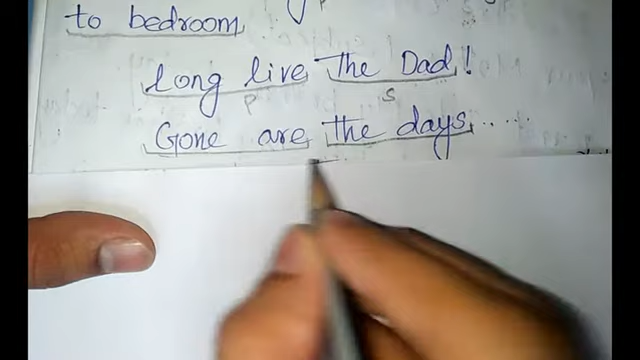 to bedroom
Long live The Dad!
P S
Gone are the days.....